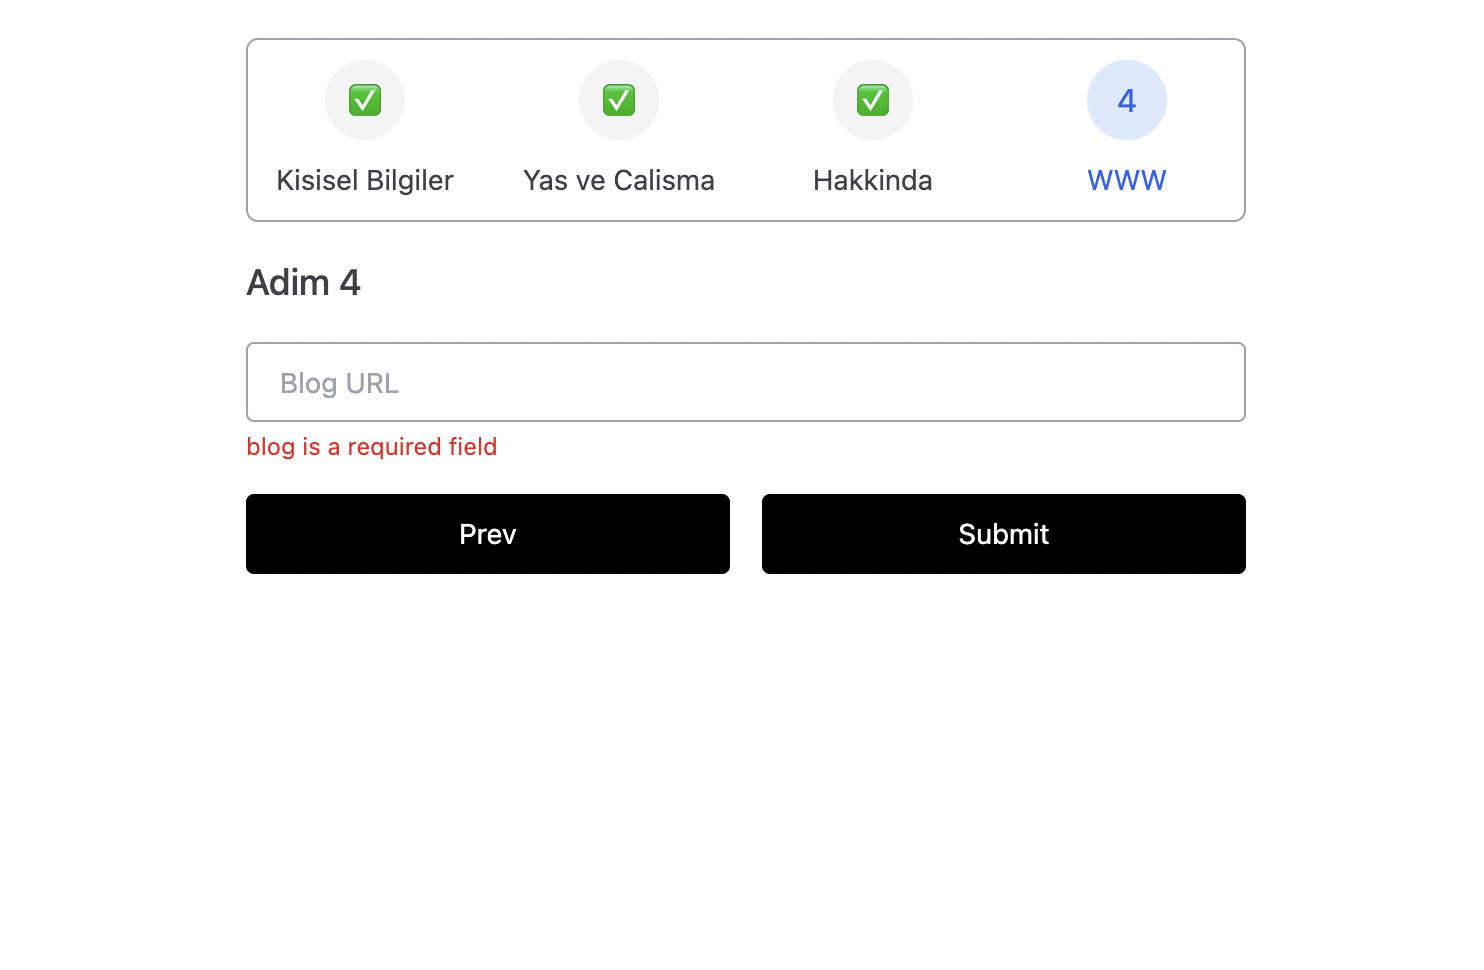 4
Kisisel Bilgiler Yas ve Calisma Hakkinda WWW
Adim 4
Blog URL
blog is a required field
Prev Submit